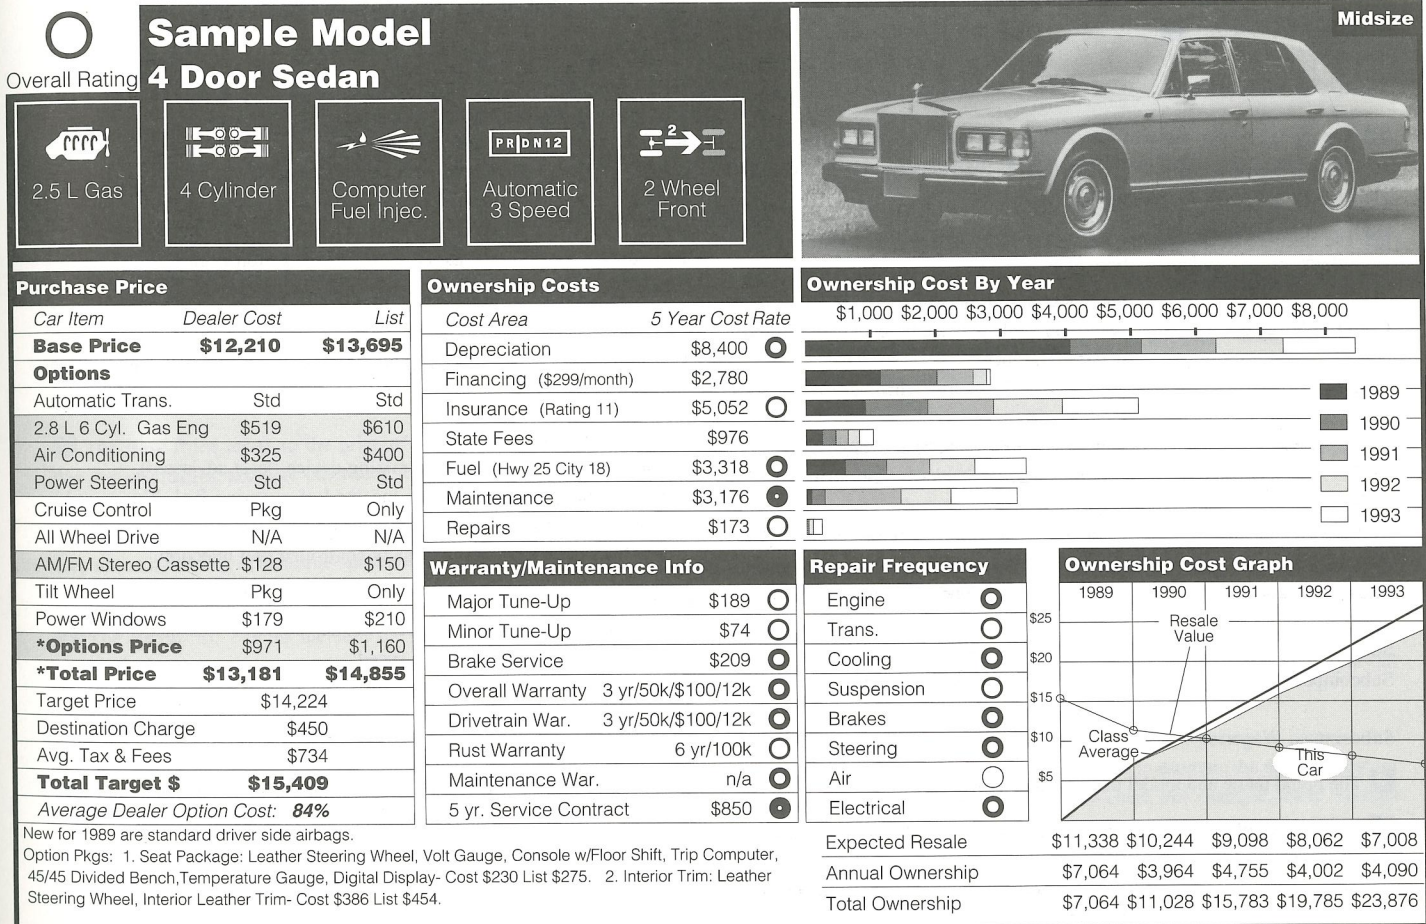 Sample Model
4 Door Sedan
Overall Rating
Midsize
2.5 L Gas
4 Cylinder
Computer
Fuel Injec.
PRDN12
Automatic
3 Speed
2
2 Wheel
Front
Purchase Price
Car Item Dealer Cost List
Base Price $12,210 $13,695
Options
Automatic Trans. Std Std
2.8 L 6 Cyl. Gas Eng $519 $610
Air Conditioning $325 $400
Power Steering Std Std
Cruise Control Pkg Only
All Wheel Drive N/A N/A
AM/FM Stereo Cassette $128 $150
Tilt Wheel Pkg Only
Power Windows $179 $210
*Options Price $971 $1,160
*Total Price $13,181 $14,855
Target Price $14,224
Destination Charge $450
Avg. Tax & Fees $734
Total Target $ $15,409
Average Dealer Option Cost: 84%
Ownership Costs
Cost Area 5 Year Cost Rate
Depreciation $8,400
Financing ($299/month) $2,780
Insurance (Rating 11) $5,052
State Fees $976
Fuel (Hwy 25 City 18) $3,318
Maintenance $3,176
Repairs $173
Ownership Cost By Year
$1,000 $2,000 $3,000 $4,000 $5,000 $6,000 $7,000 $8,000
1989
1990
1991
1992
1993
Warranty/Maintenance Info
Major Tune-Up $189
Minor Tune-Up $74
Brake Service $209
Overall Warranty 3 yr/50k/$100/12k
Drivetrain War. 3 yr/50k/$100/12k
Rust Warranty 6 yr/100k
Maintenance War. n/a
5 yr. Service Contract $850
Repair Frequency
Engine
Trans.
Cooling
Suspension
Brakes
Steering
Air
Electrical
Ownership Cost Graph
1989 1990 1991 1992 1993
$25
$20
$15
$10
$5
Resale
Value
Class
Average
This
Car
Expected Resale $11,338 $10,244 $9,098 $8,062 $7,008
Annual Ownership $7,064 $3,964 $4,755 $4,002 $4,090
Total Ownership $7,064 $11,028 $15,783 $19,785 $23,876
New for 1989 are standard driver side airbags.
Option Pkgs: 1. Seat Package: Leather Steering Wheel, Volt Gauge, Console w/Floor Shift, Trip Computer,
45/45 Divided Bench,Temperature Gauge, Digital Display- Cost $230 List $275. 2. Interior Trim: Leather
Steering Wheel, Interior Leather Trim- Cost $386 List $454.